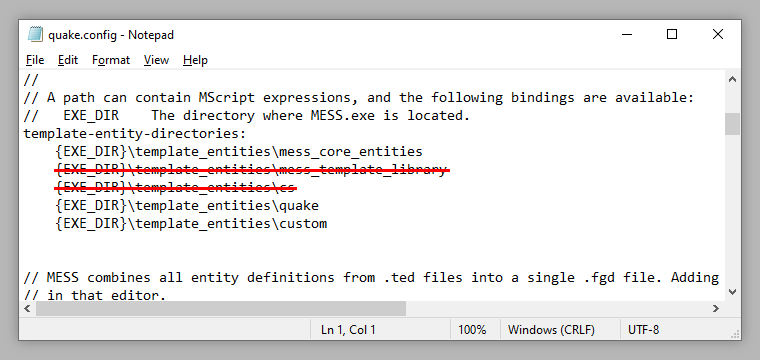 quake.config - Notepad
File Edit Format View Help
//
// A path can contain MScript expressions, and the following bindings are available:
//   EXE_DIR    The directory where MESS.exe is located.
template-entity-directories:
    {EXE_DIR}\template_entities\mess_core_entities
    {EXE_DIR}\template_entities\mess_template_library
    {EXE_DIR}\template_entities\cs
    {EXE_DIR}\template_entities\quake
    {EXE_DIR}\template_entities\custom
// MESS combines all entity definitions from .ted files into a single .fgd file. Adding
// in that editor.
Ln 1, Col 1 100% Windows (CRLF) UTF-8